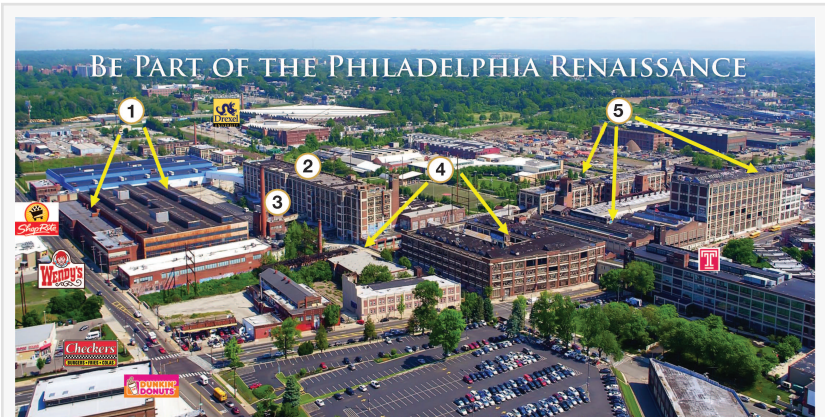 BE PART OF THE PHILADELPHIA RENAISSANCE
1
Drexel
5
2
4
3
ShopRite
WENDY'S
T
Checkers
BURGERS • FRIES • COLAS
DUNKIN'
DONUTS